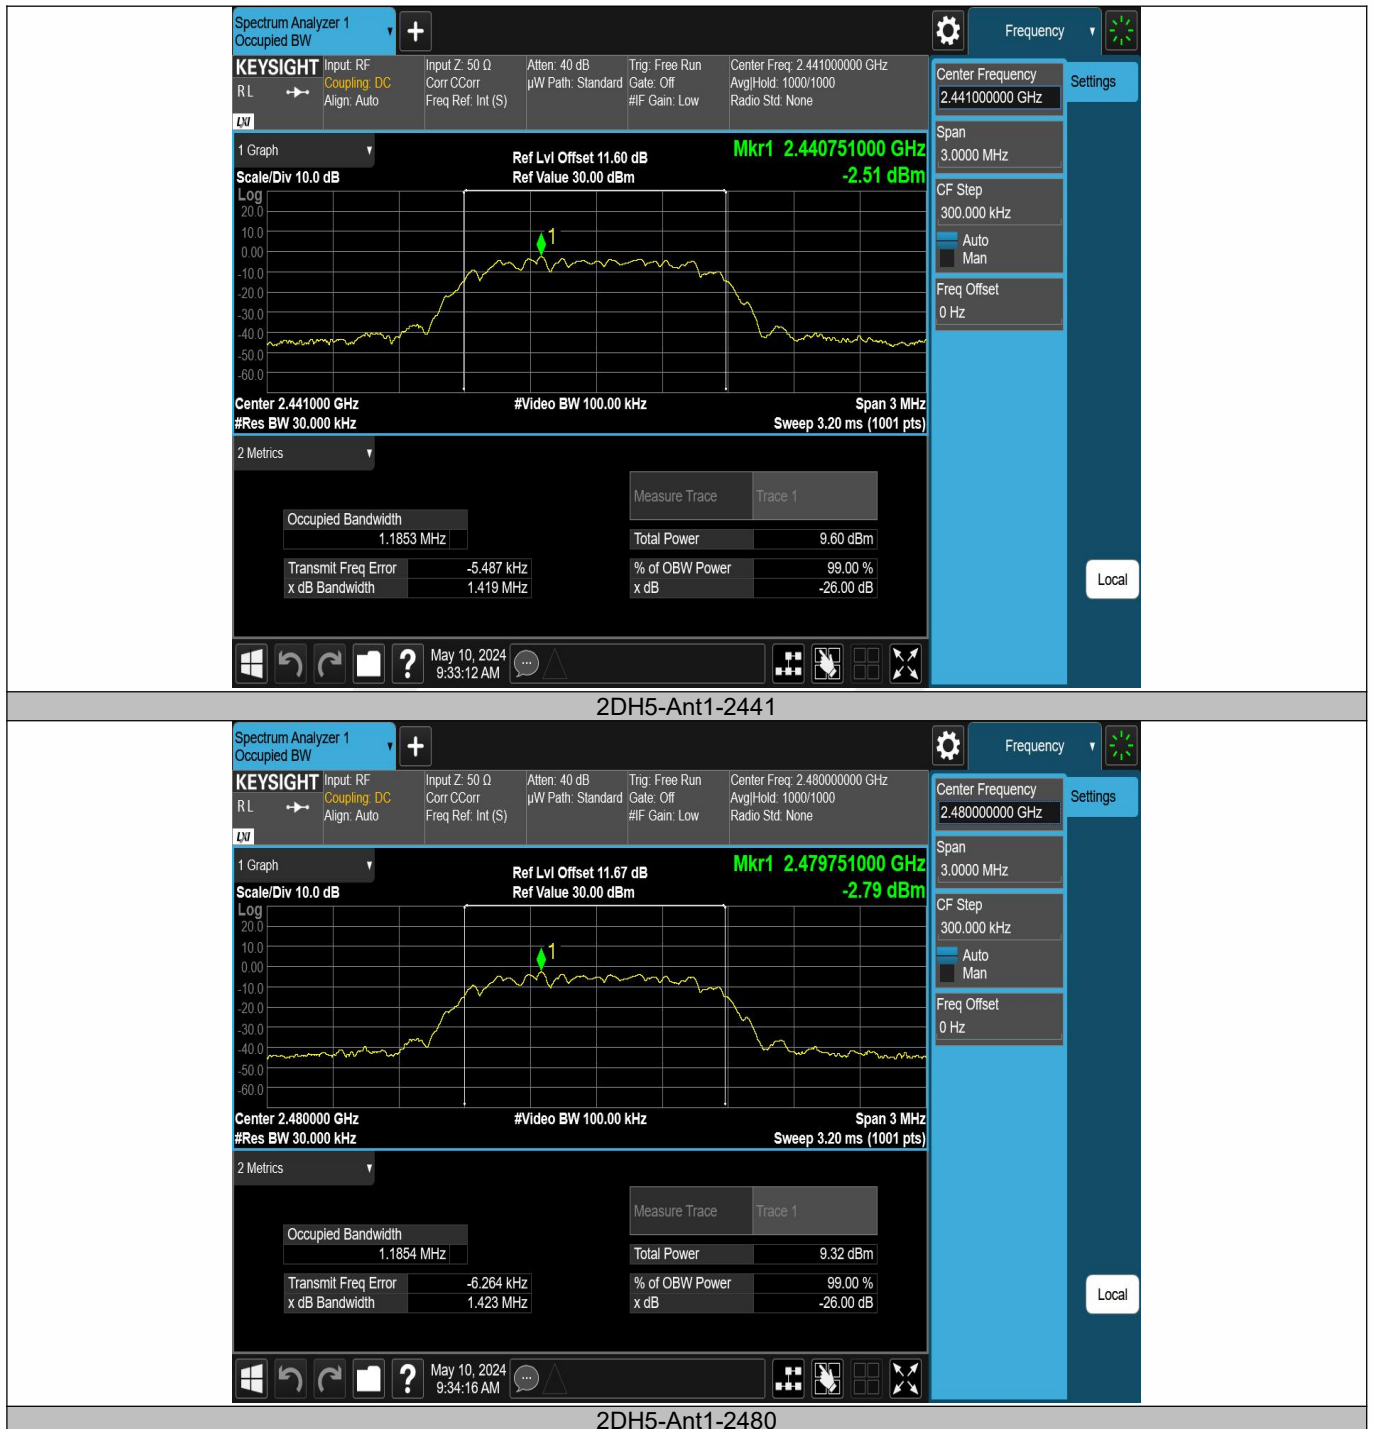 Spectrum Analyzer 1
Occupied BW
Frequency
KEYSIGHT
R L
LXI
Input: RF
Coupling: DC
Align: Auto
Input Z: 50 Ω
Corr CCorr
Freq Ref: Int (S)
Atten: 40 dB
µW Path: Standard
Trig: Free Run
Gate: Off
#IF Gain: Low
Center Freq: 2.441000000 GHz
Avg|Hold: 1000/1000
Radio Std: None
Center Frequency
2.441000000 GHz
Settings
Span
3.0000 MHz
CF Step
300.000 kHz
Auto
Man
Freq Offset
0 Hz
Local
1 Graph
Scale/Div 10.0 dB
Ref Lvl Offset 11.60 dB
Ref Value 30.00 dBm
Mkr1 2.440751000 GHz
-2.51 dBm
Log
20.0
10.0
0.00
-10.0
-20.0
-30.0
-40.0
-50.0
-60.0
1
Center 2.441000 GHz
#Video BW 100.00 kHz
Span 3 MHz
#Res BW 30.000 kHz
Sweep 3.20 ms (1001 pts)
2 Metrics
Measure Trace Trace 1
Occupied Bandwidth
1.1853 MHz
Total Power 9.60 dBm
Transmit Freq Error -5.487 kHz
% of OBW Power 99.00 %
x dB Bandwidth 1.419 MHz
x dB -26.00 dB
?
May 10, 2024
9:33:12 AM
2DH5-Ant1-2441
Spectrum Analyzer 1
Occupied BW
Frequency
KEYSIGHT
R L
LXI
Input: RF
Coupling: DC
Align: Auto
Input Z: 50 Ω
Corr CCorr
Freq Ref: Int (S)
Atten: 40 dB
µW Path: Standard
Trig: Free Run
Gate: Off
#IF Gain: Low
Center Freq: 2.480000000 GHz
Avg|Hold: 1000/1000
Radio Std: None
Center Frequency
2.480000000 GHz
Settings
Span
3.0000 MHz
CF Step
300.000 kHz
Auto
Man
Freq Offset
0 Hz
Local
1 Graph
Scale/Div 10.0 dB
Ref Lvl Offset 11.67 dB
Ref Value 30.00 dBm
Mkr1 2.479751000 GHz
-2.79 dBm
Log
20.0
10.0
0.00
-10.0
-20.0
-30.0
-40.0
-50.0
-60.0
1
Center 2.480000 GHz
#Video BW 100.00 kHz
Span 3 MHz
#Res BW 30.000 kHz
Sweep 3.20 ms (1001 pts)
2 Metrics
Measure Trace Trace 1
Occupied Bandwidth
1.1854 MHz
Total Power 9.32 dBm
Transmit Freq Error -6.264 kHz
% of OBW Power 99.00 %
x dB Bandwidth 1.423 MHz
x dB -26.00 dB
?
May 10, 2024
9:34:16 AM
2DH5-Ant1-2480